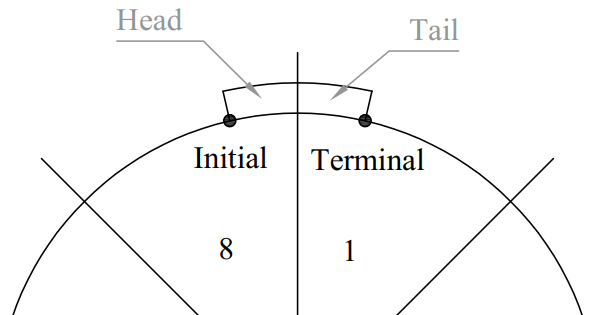 Head
Tail
Initial
Terminal
8
1